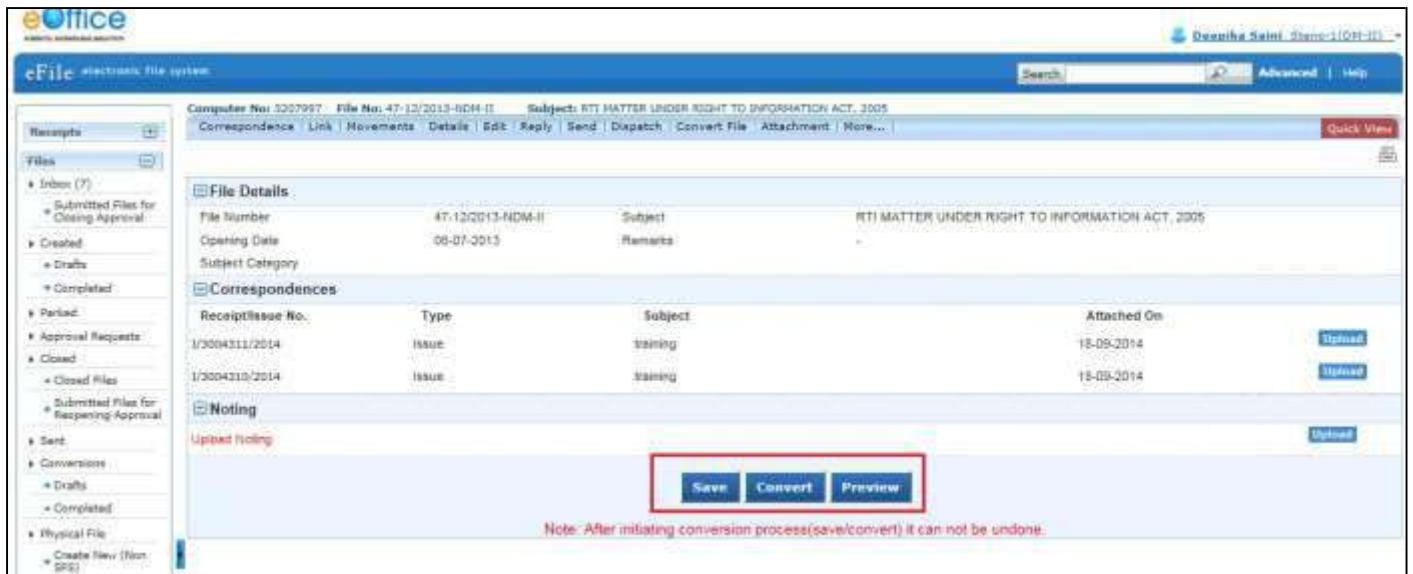 eOffice
Deepika Saini Steno-1(DM-II)
eFile electronic file system
Search
Advanced | Help
Computer No: 3207997 File No: 47-12/2013-NDM-II Subject: RTI MATTER UNDER RIGHT TO INFORMATION ACT, 2005
Correspondence | Link | Movements | Details | Edit | Reply | Send | Dispatch | Convert File | Attachment | More... |
Quick View
Receipts
Files
Inbox (7)
Submitted Files for
Closing Approval
Created
Drafts
Completed
Parked
Approval Requests
Closed
Closed Files
Submitted Files for
Reopening Approval
Sent
Conversions
Drafts
Completed
Physical File
Create New (Non
SFS)
File Details
File Number 47-12/2013-NDM-II Subject RTI MATTER UNDER RIGHT TO INFORMATION ACT, 2005
Opening Date 08-07-2013 Remarks -
Subject Category
Correspondences
Receipt/Issue No. Type Subject Attached On
I/3004311/2014 Issue training 18-09-2014 Upload
I/3004310/2014 Issue training 18-09-2014 Upload
Noting
Upload Noting Upload
Save Convert Preview
Note: After initiating conversion process(save/convert) it can not be undone.